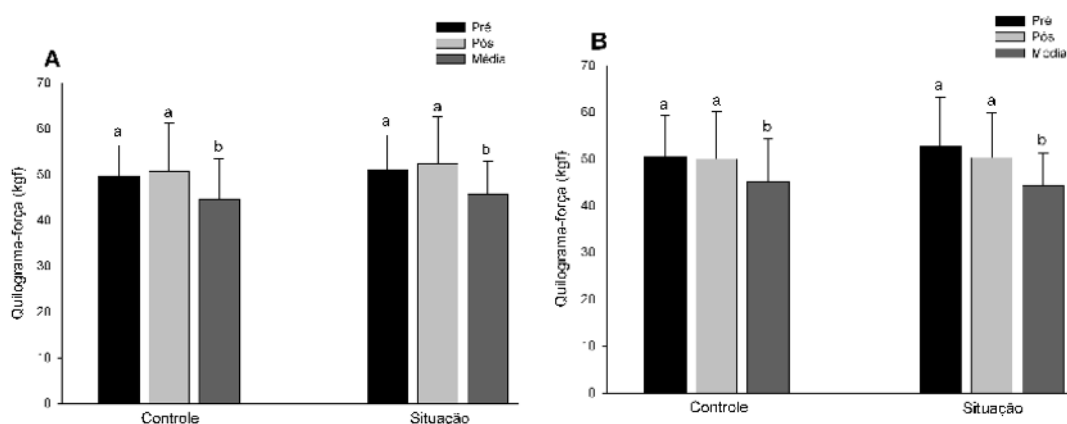 A
Pré
Pós
Média
Quilograma-força (kgf)
70
60
50
40
30
20
10
0
a
a
b
a
a
b
Controle
Situação
B
Pré
Pós
Média
Quilograma-força (kgf)
70
60
50
40
30
20
10
0
a
a
b
a
a
b
Controle
Situação